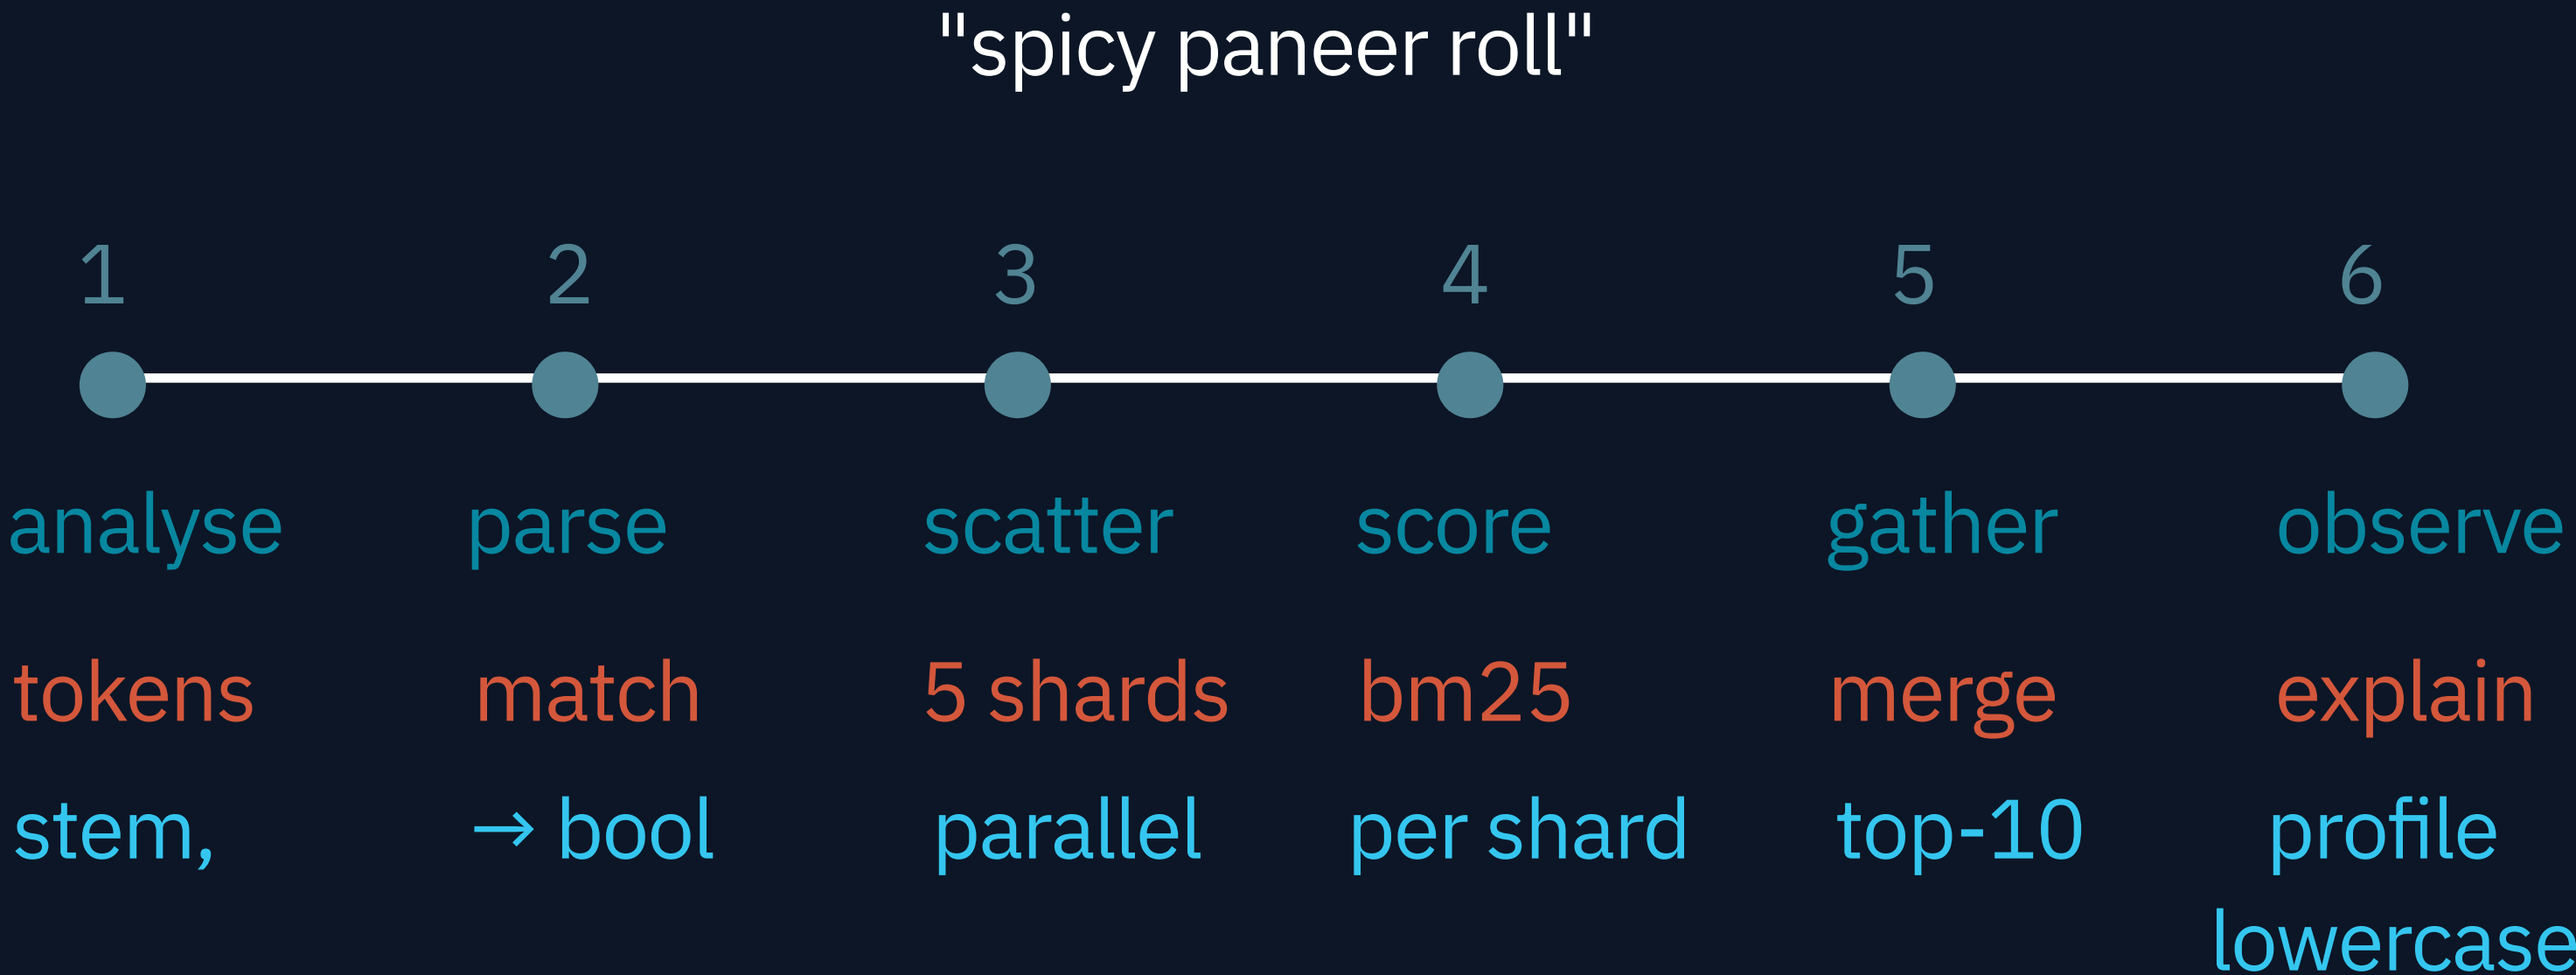 "spicy paneer roll"
1 2 3 4 5 6
analyse parse scatter score gather observe
tokens match 5 shards bm25 merge explain
stem, → bool parallel per shard top-10 profile
lowercase